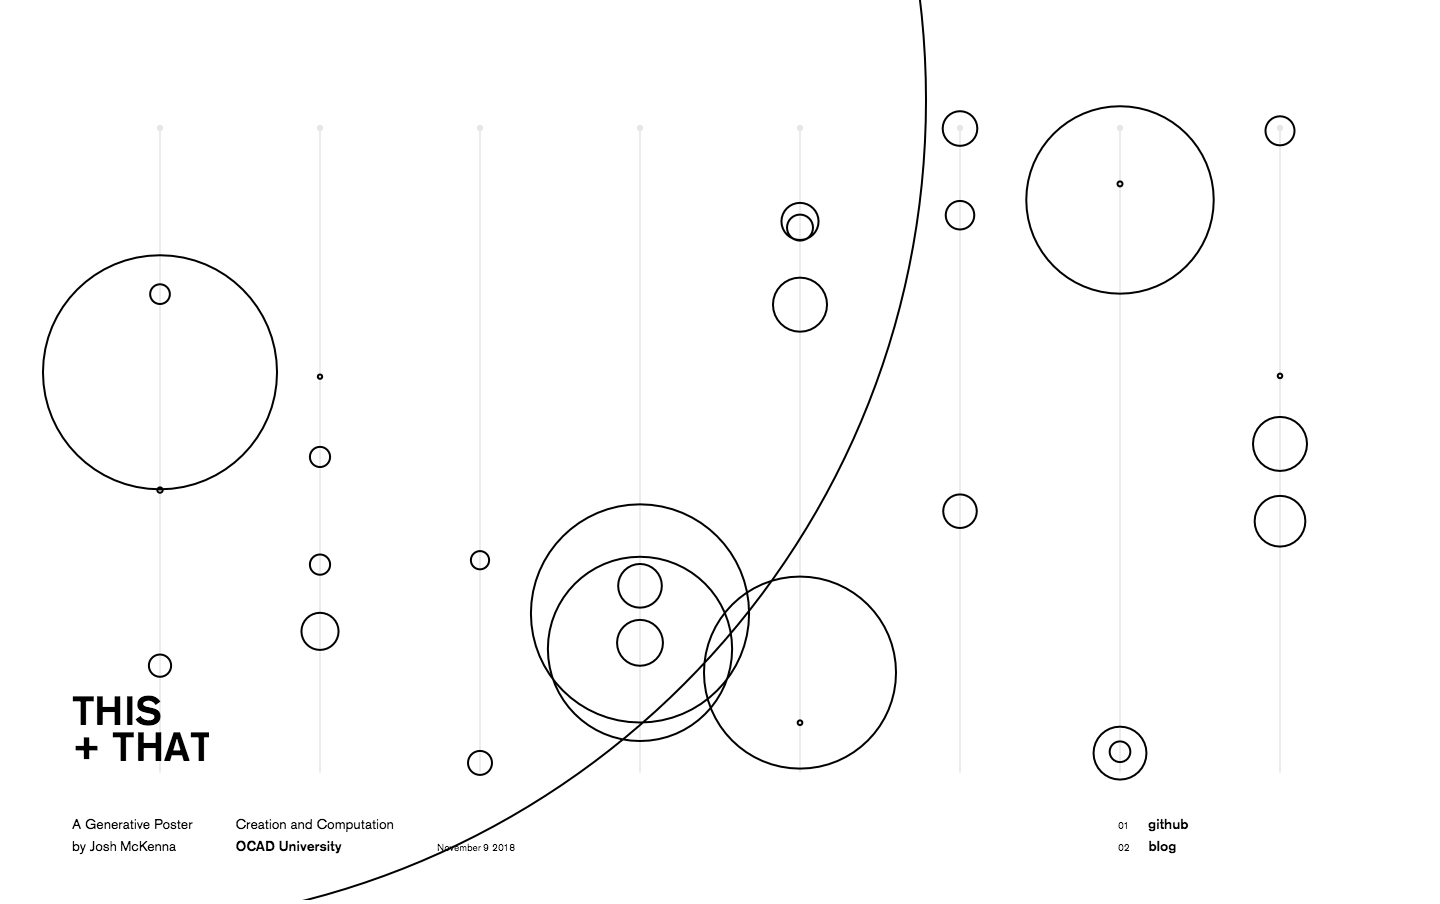 THIS
+ THAT
A Generative Poster
by Josh McKenna
Creation and Computation
OCAD University
November 9 2018
01 github
02 blog